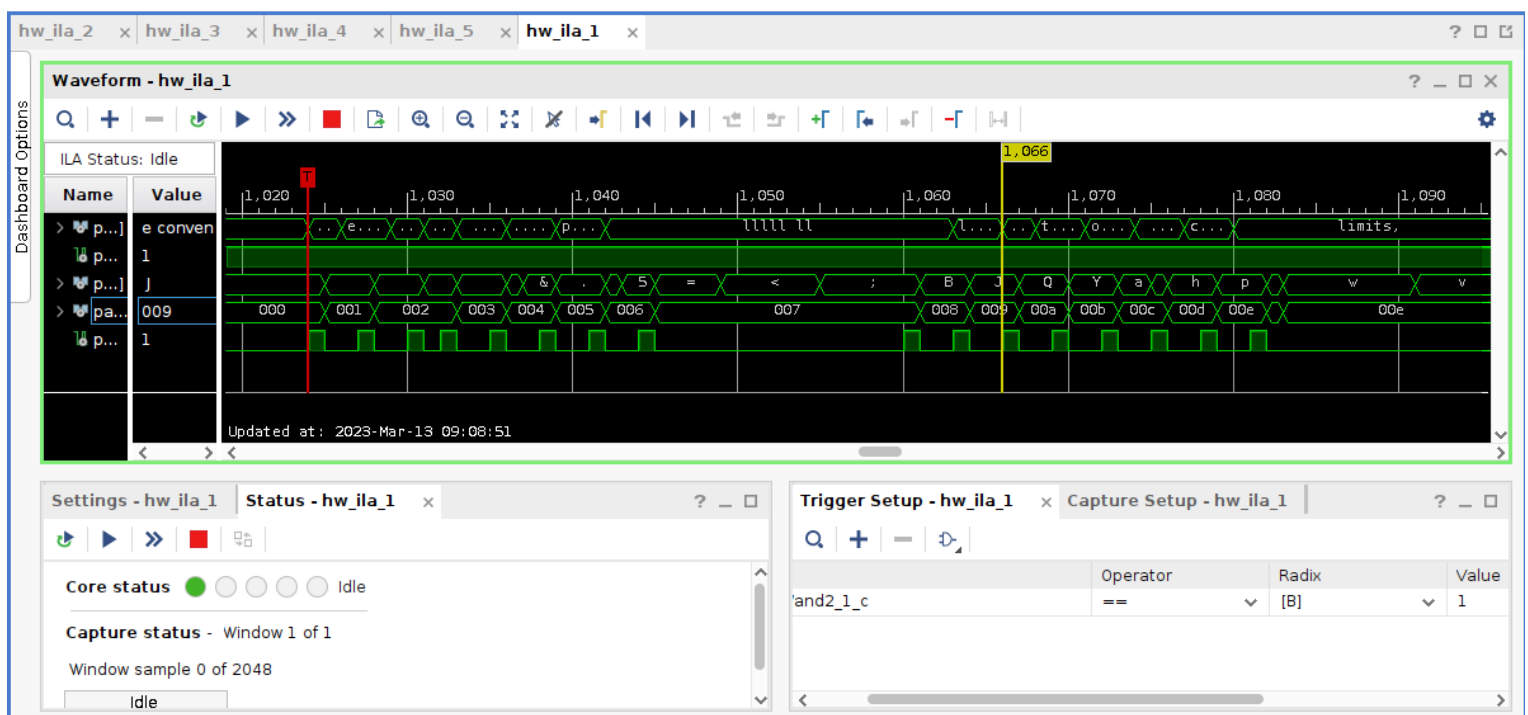 hw_ila_2 × hw_ila_3 × hw_ila_4 × hw_ila_5 × hw_ila_1 ×
Dashboard Options
Waveform - hw_ila_1
ILA Status: Idle
1,066
T
Name Value 1,020 1,030 1,040 1,050 1,060 1,070 1,080 1,090
p...] e conven .. e... .. ... ... .... p... lllll ll l... .. t... o... ... c... limits,
p... 1
p...] J & . 5 = < ; B J Q Y a h p w v
pa... 009 000 001 002 003 004 005 006 007 008 009 00a 00b 00c 00d 00e 00e
p... 1
Updated at: 2023-Mar-13 09:08:51
Settings - hw_ila_1 Status - hw_ila_1 ×
Core status Idle
Capture status - Window 1 of 1
Window sample 0 of 2048
Idle
Trigger Setup - hw_ila_1 × Capture Setup - hw_ila_1
Operator Radix Value
and2_1_c == [B] 1